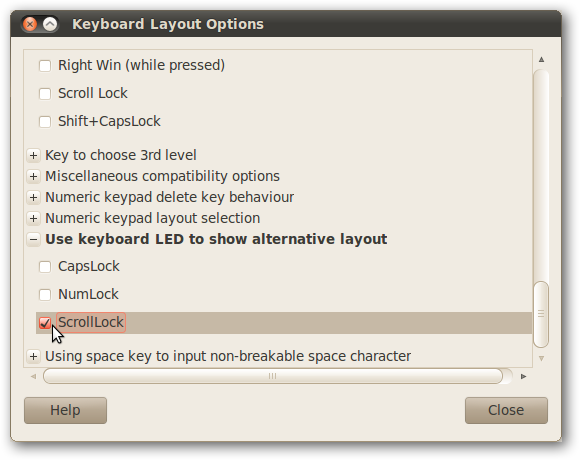 Keyboard Layout Options
Right Win (while pressed)
Scroll Lock
Shift+CapsLock
Key to choose 3rd level
Miscellaneous compatibility options
Numeric keypad delete key behaviour
Numeric keypad layout selection
Use keyboard LED to show alternative layout
CapsLock
NumLock
ScrollLock
Using space key to input non-breakable space character
Help Close